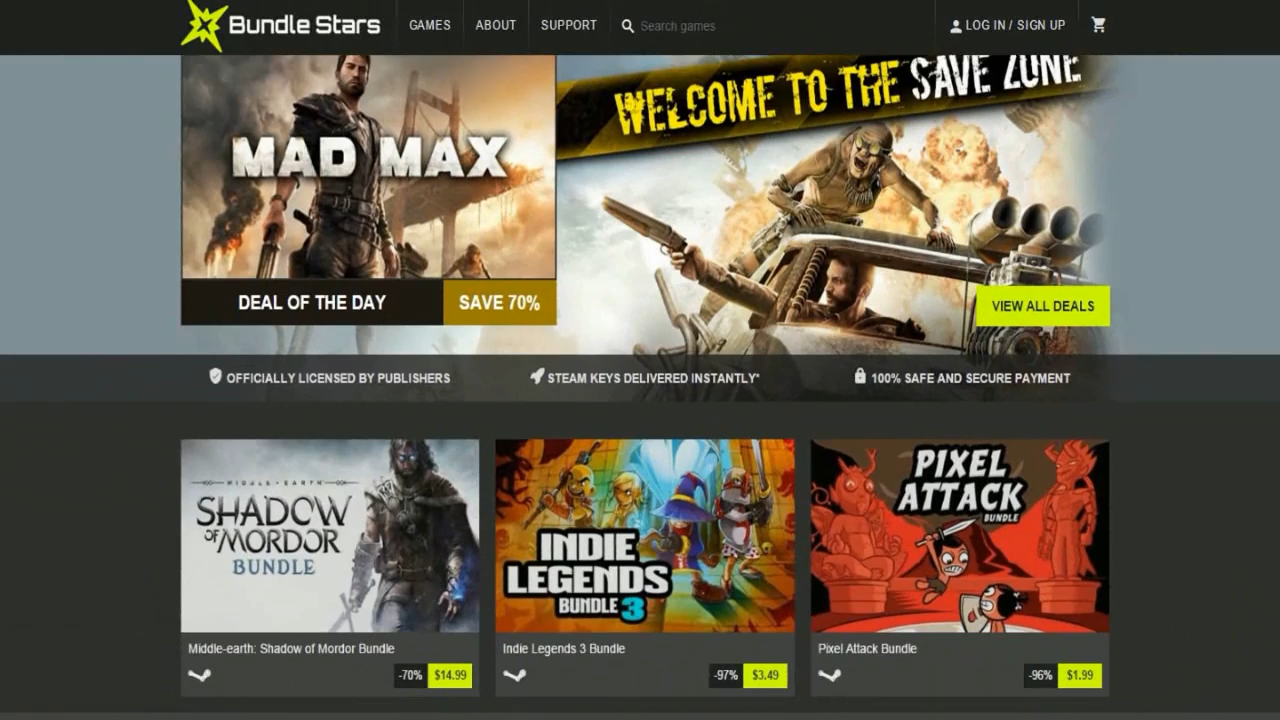 Bundle Stars
GAMES
ABOUT
SUPPORT
Search games
LOG IN / SIGN UP
MAD MAX
DEAL OF THE DAY
SAVE 70%
WELCOME TO THE SAVE ZONE
VIEW ALL DEALS
OFFICIALLY LICENSED BY PUBLISHERS
STEAM KEYS DELIVERED INSTANTLY*
100% SAFE AND SECURE PAYMENT
MIDDLE-EARTH
SHADOW
OF MORDOR
BUNDLE
Middle-earth: Shadow of Mordor Bundle
-70%
$14.99
INDIE
LEGENDS
BUNDLE 3
Indie Legends 3 Bundle
-97%
$3.49
PIXEL
ATTACK
BUNDLE
Pixel Attack Bundle
-96%
$1.99